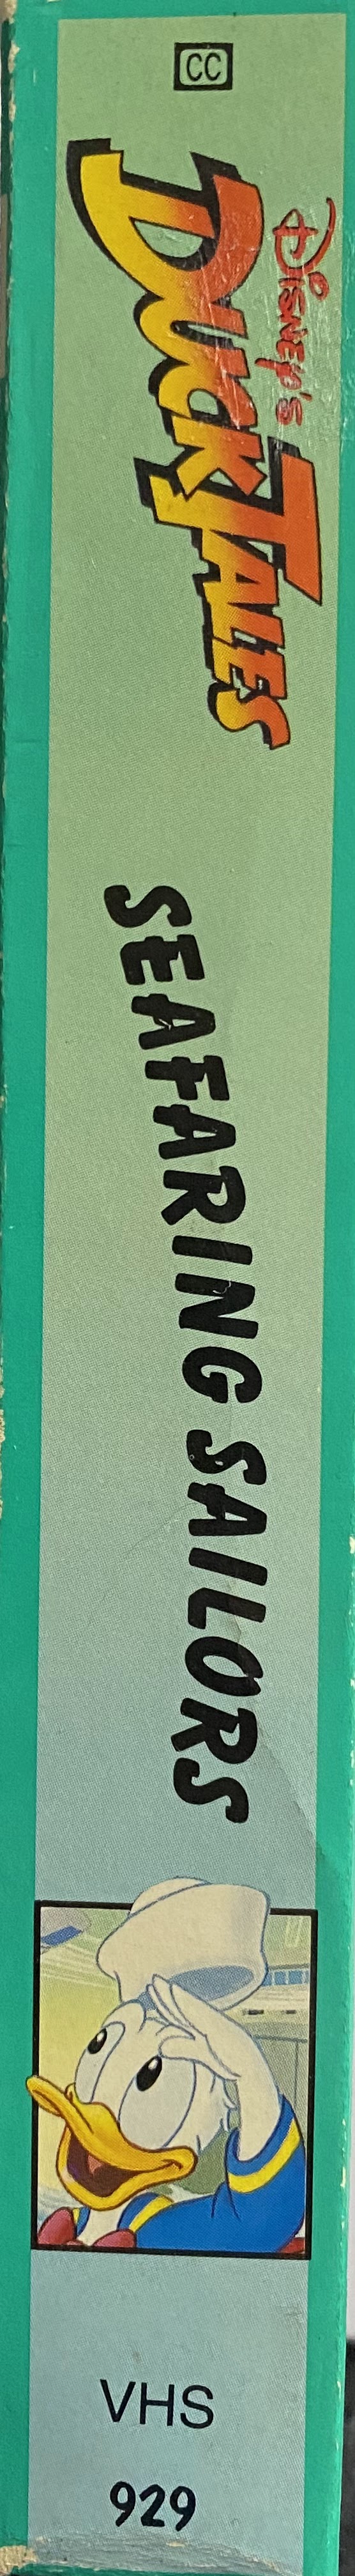 CC
DISNEY'S
DUCKTALES
SEAFARING SAILORS
VHS
929